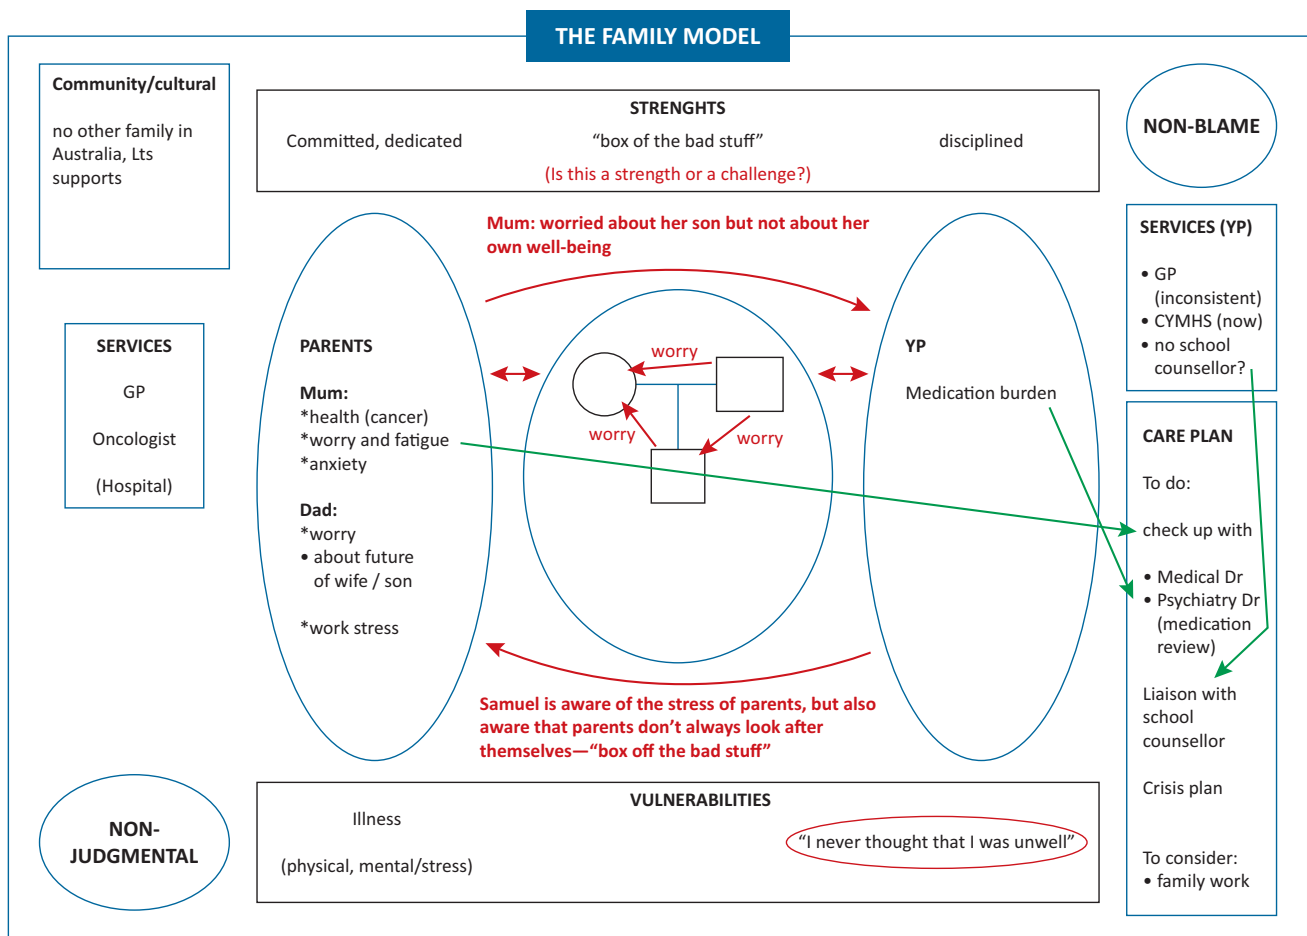 THE FAMILY MODEL
Community/cultural
no other family in
Australia, Lts
supports
STRENGHTS
Committed, dedicated
“box of the bad stuff”
(Is this a strength or a challenge?)
disciplined
NON-BLAME
SERVICES
GP
Oncologist
(Hospital)
PARENTS
Mum:
*health (cancer)
*worry and fatigue
*anxiety
Dad:
*worry
• about future
of wife / son
*work stress
Mum: worried about her son but not about her
own well-being
worry
worry
worry
Samuel is aware of the stress of parents, but also
aware that parents don’t always look after
themselves—“box off the bad stuff”
YP
Medication burden
SERVICES (YP)
• GP
(inconsistent)
• CYMHS (now)
• no school
counsellor?
CARE PLAN
To do:
check up with
• Medical Dr
• Psychiatry Dr
(medication
review)
Liaison with
school
counsellor
Crisis plan
To consider:
• family work
NON-
JUDGMENTAL
VULNERABILITIES
Illness
(physical, mental/stress)
“I never thought that I was unwell”